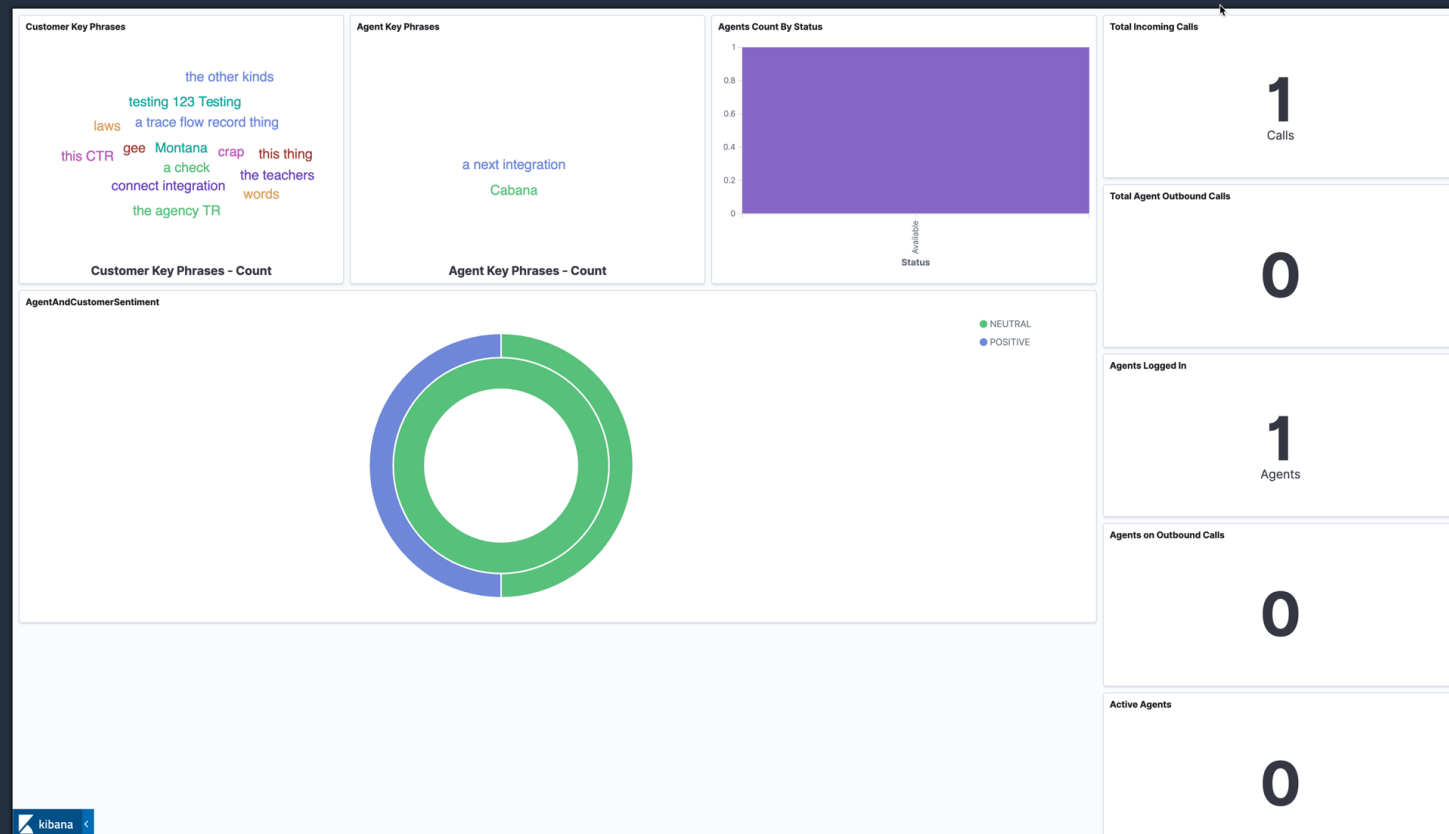 Customer Key Phrases
the other kinds
testing 123 Testing
laws a trace flow record thing
this CTR gee Montana crap this thing
a check
connect integration the teachers
words
the agency TR
Customer Key Phrases - Count
Agent Key Phrases
a next integration
Cabana
Agent Key Phrases - Count
Agents Count By Status
1
0.8
0.6
0.4
0.2
0
Available
Status
Total Incoming Calls
1
Calls
Total Agent Outbound Calls
0
AgentAndCustomerSentiment
NEUTRAL
POSITIVE
Agents Logged In
1
Agents
Agents on Outbound Calls
0
Active Agents
0
kibana